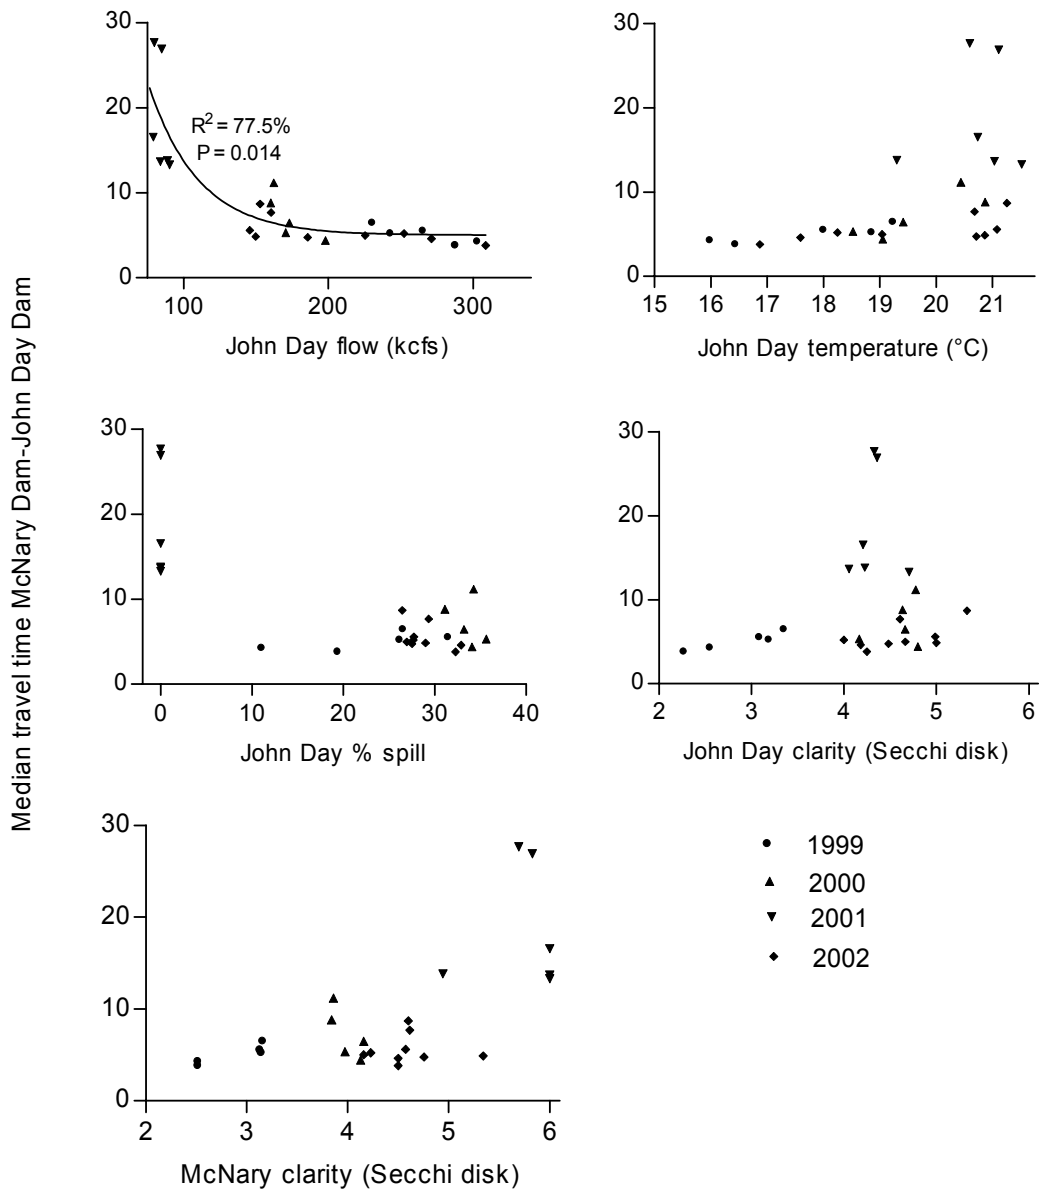 Median travel time McNary Dam-John Day Dam
30
20
10
0
R2 = 77.5%
P = 0.014
100 200 300
John Day flow (kcfs)
30
20
10
0
15 16 17 18 19 20 21
John Day temperature (°C)
30
20
10
0
0 10 20 30 40
John Day % spill
30
20
10
0
2 3 4 5 6
John Day clarity (Secchi disk)
30
20
10
0
2 3 4 5 6
McNary clarity (Secchi disk)
1999
2000
2001
2002